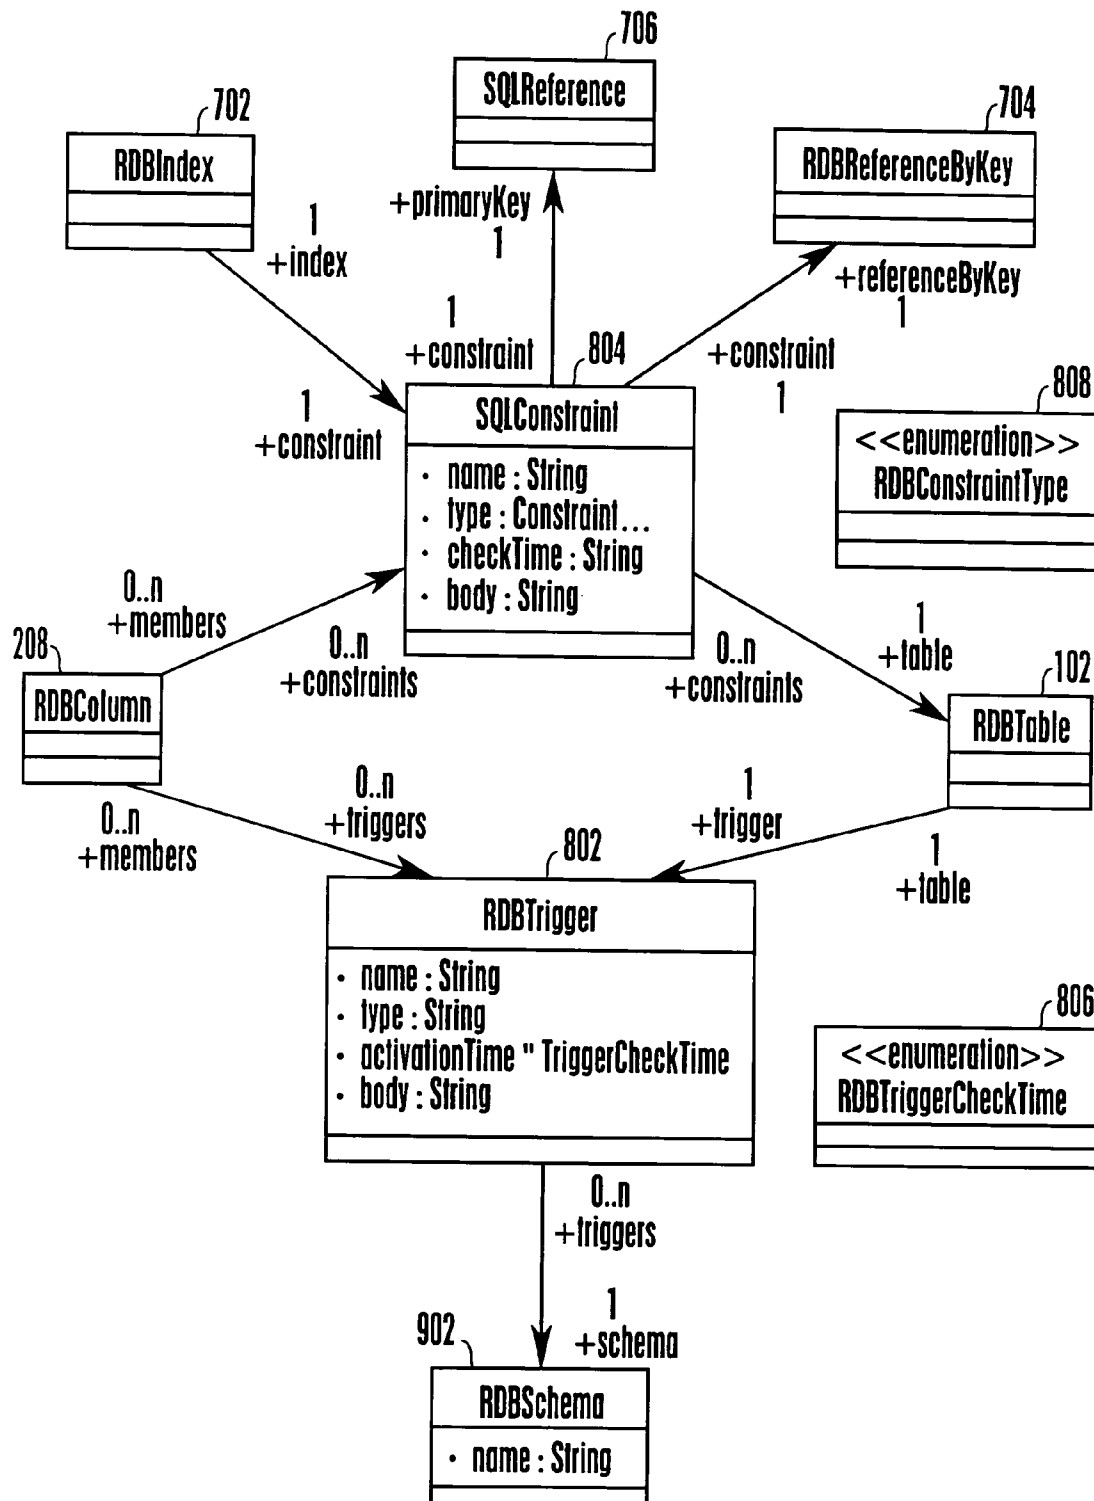 706
SQLReference
702
RDBIndex
704
RDBReferenceByKey
+primaryKey
1
1
+index
+referenceByKey
1
1
+constraint
804
+constraint
1
1
+constraint
SQLConstraint
· name : String
· type : Constraint...
· checkTime : String
· body : String
808
<<enumeration>>
RDBConstraintType
0..n
+members
0..n
+constraints
0..n
+constraints
1
+table
208
RDBColumn
102
RDBTable
0..n
+members
0..n
+triggers
1
+trigger
1
+table
802
RDBTrigger
· name : String
· type : String
· activationTime " TriggerCheckTime
· body : String
806
<<enumeration>>
RDBTriggerCheckTime
0..n
+triggers
1
+schema
902
RDBSchema
· name : String